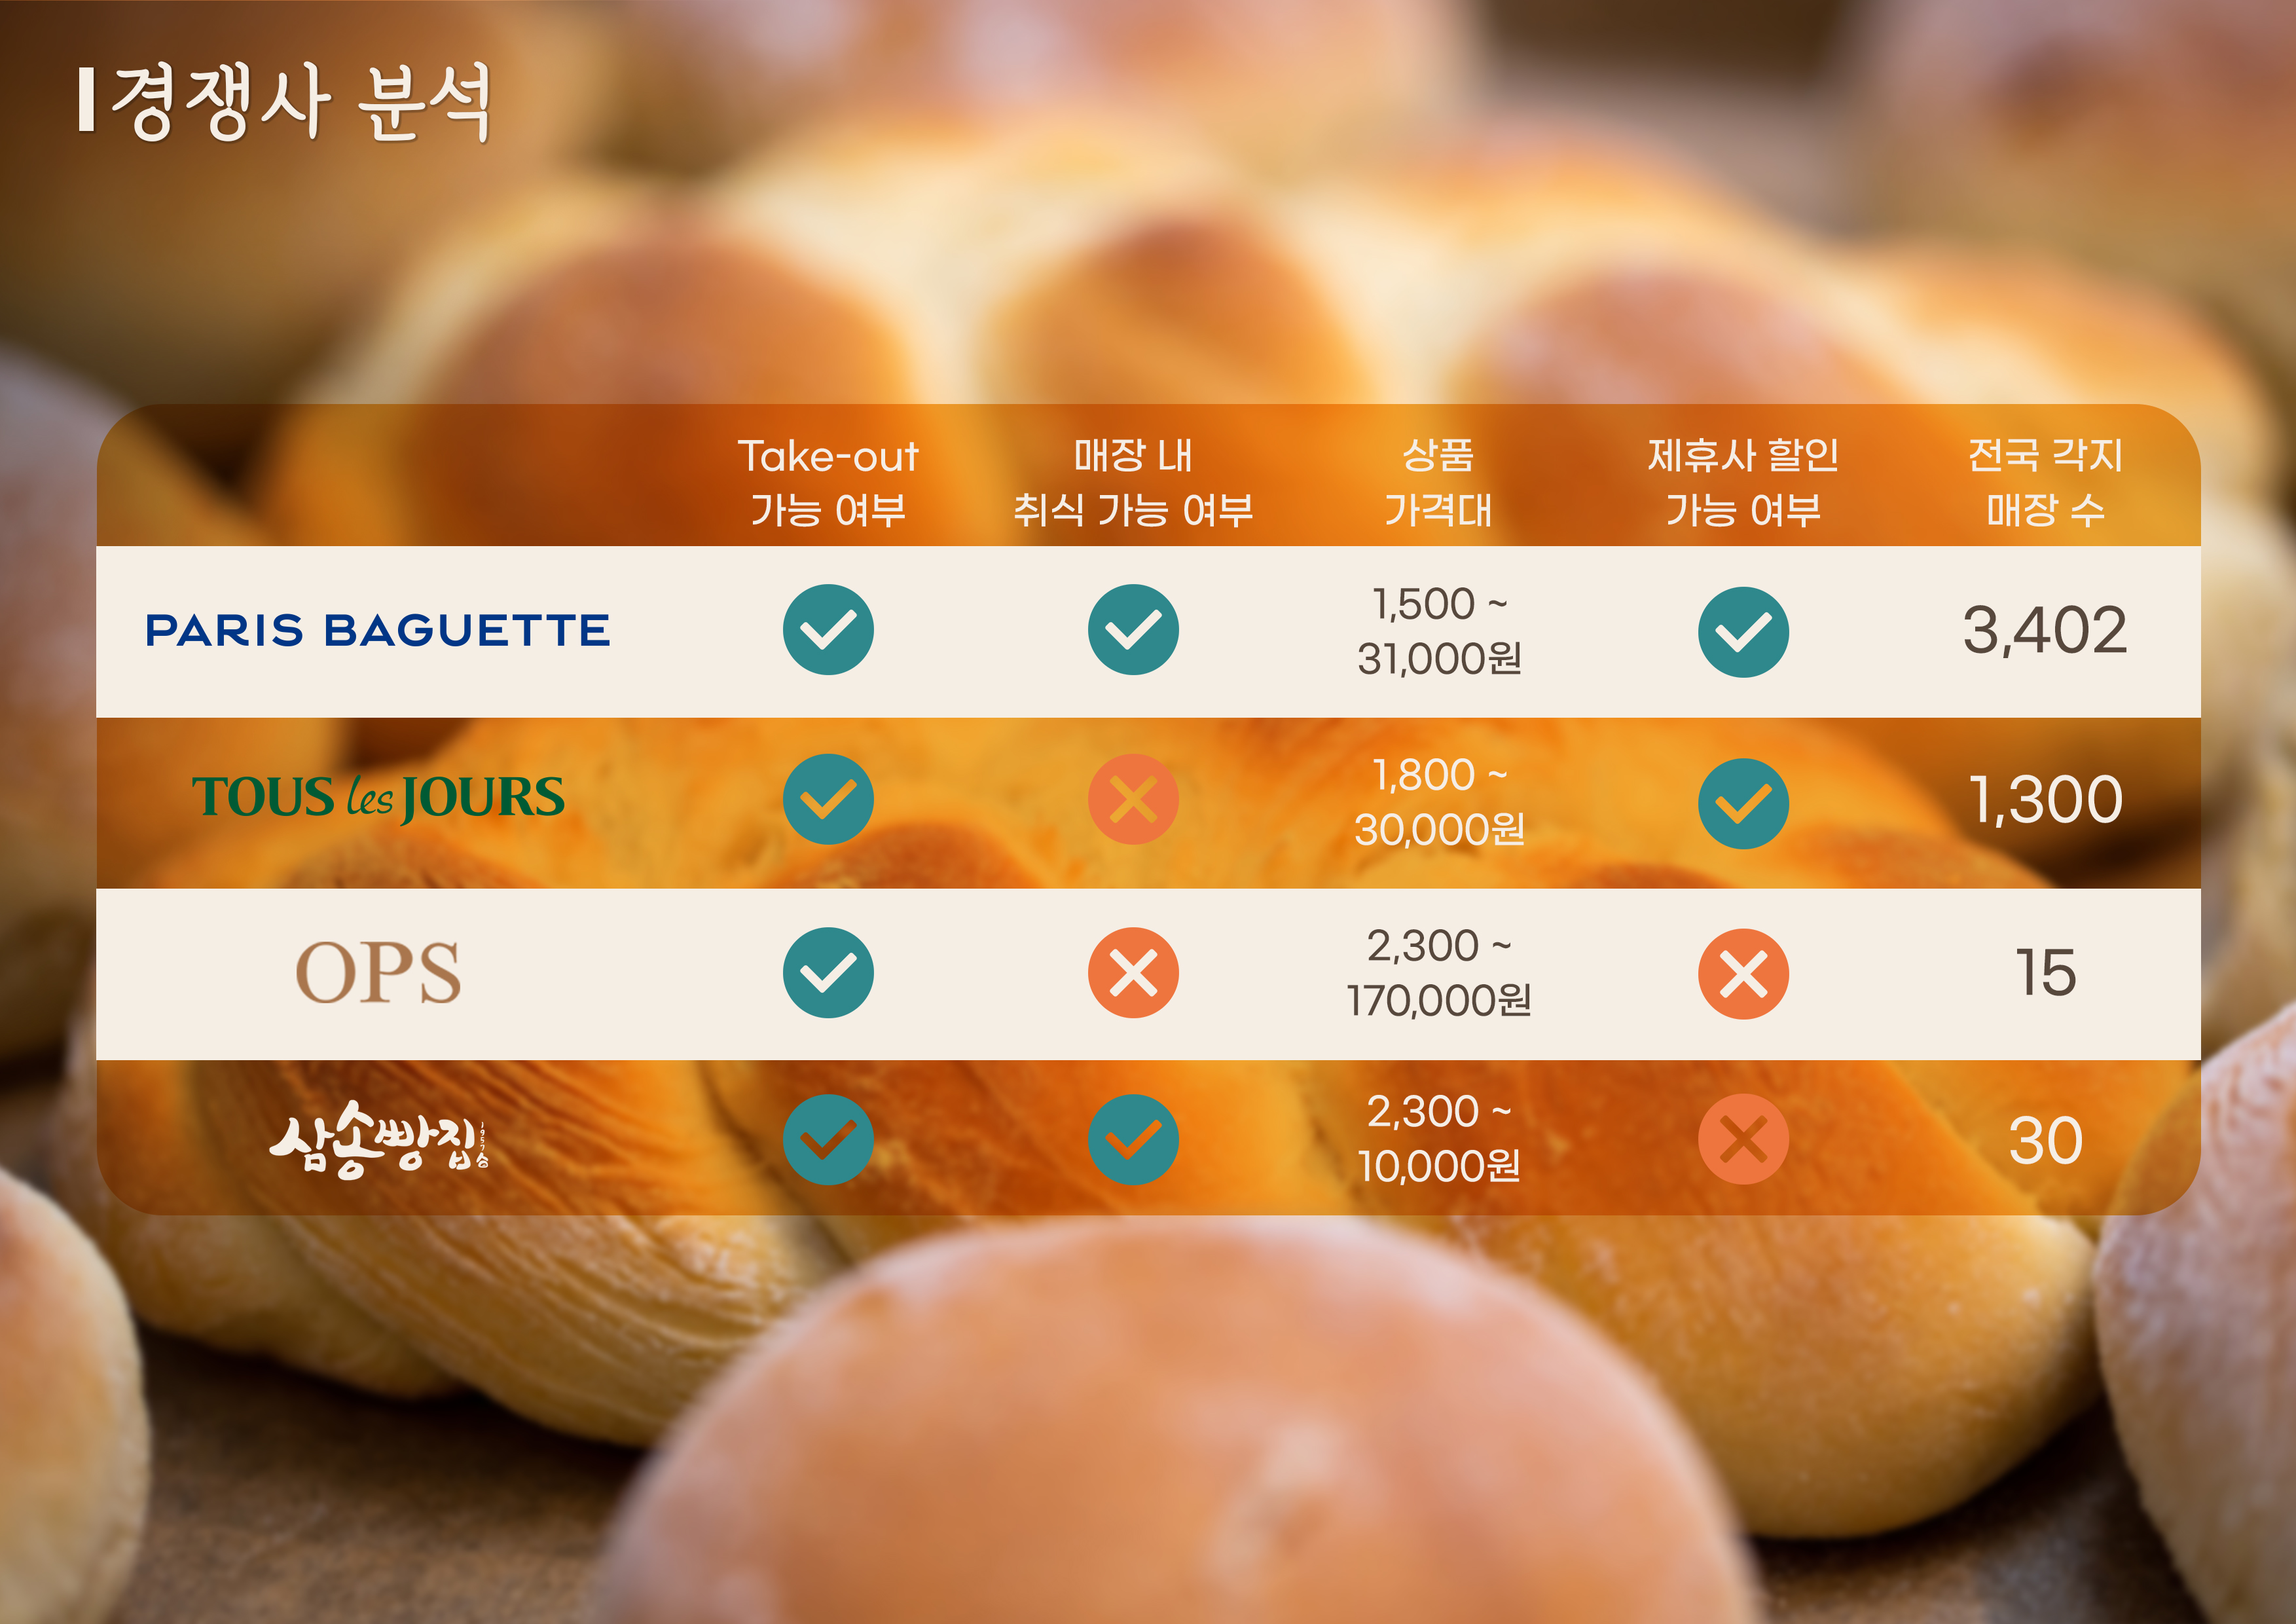 경쟁사 분석
Take-out 가능 여부
매장 내 취식 가능 여부
상품 가격대
제휴사 할인 가능 여부
전국 각지 매장 수
PARIS BAGUETTE
1,500 ~
31,000원
3,402
TOUS les JOURS
1,800 ~
30,000원
1,300
OPS
2,300 ~
170,000원
15
삼송빵집
2,300 ~
10,000원
30